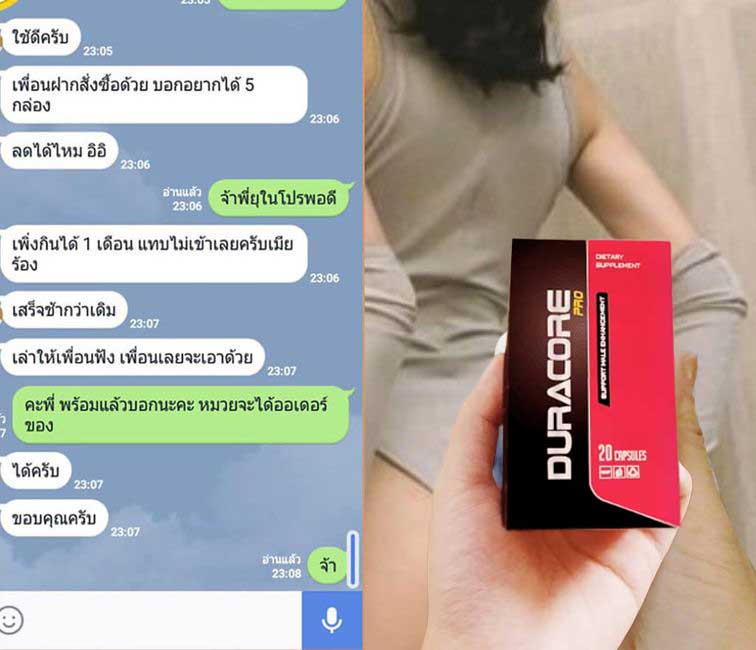 23:05
ใช้ดีครับ
23:05
เพื่อนฝากสั่งซื้อด้วย บอกอยากได้ 5
กล่อง
23:06
ลดได้ไหม อิอิ
23:06
อ่านแล้ว
23:06
จ้าพี่ยุในโปรพอดี
เพิ่งกินได้ 1 เดือน แทบไม่เข้าเลยครับเมีย
ร้อง
23:06
เสร็จช้ากว่าเดิม
23:07
เล่าให้เพื่อนฟัง เพื่อนเลยจะเอาด้วย
23:07
คะพี่ พร้อมแล้วบอกนะคะ หมวยจะได้ออเดอร์
ของ
ได้ครับ
23:07
ขอบคุณครับ
23:07
อ่านแล้ว
23:08
จ้า
DIETARY
SUPPLEMENT
DURACORE
PRO
SUPPORT MALE ENHANCEMENT
20 CAPSULES